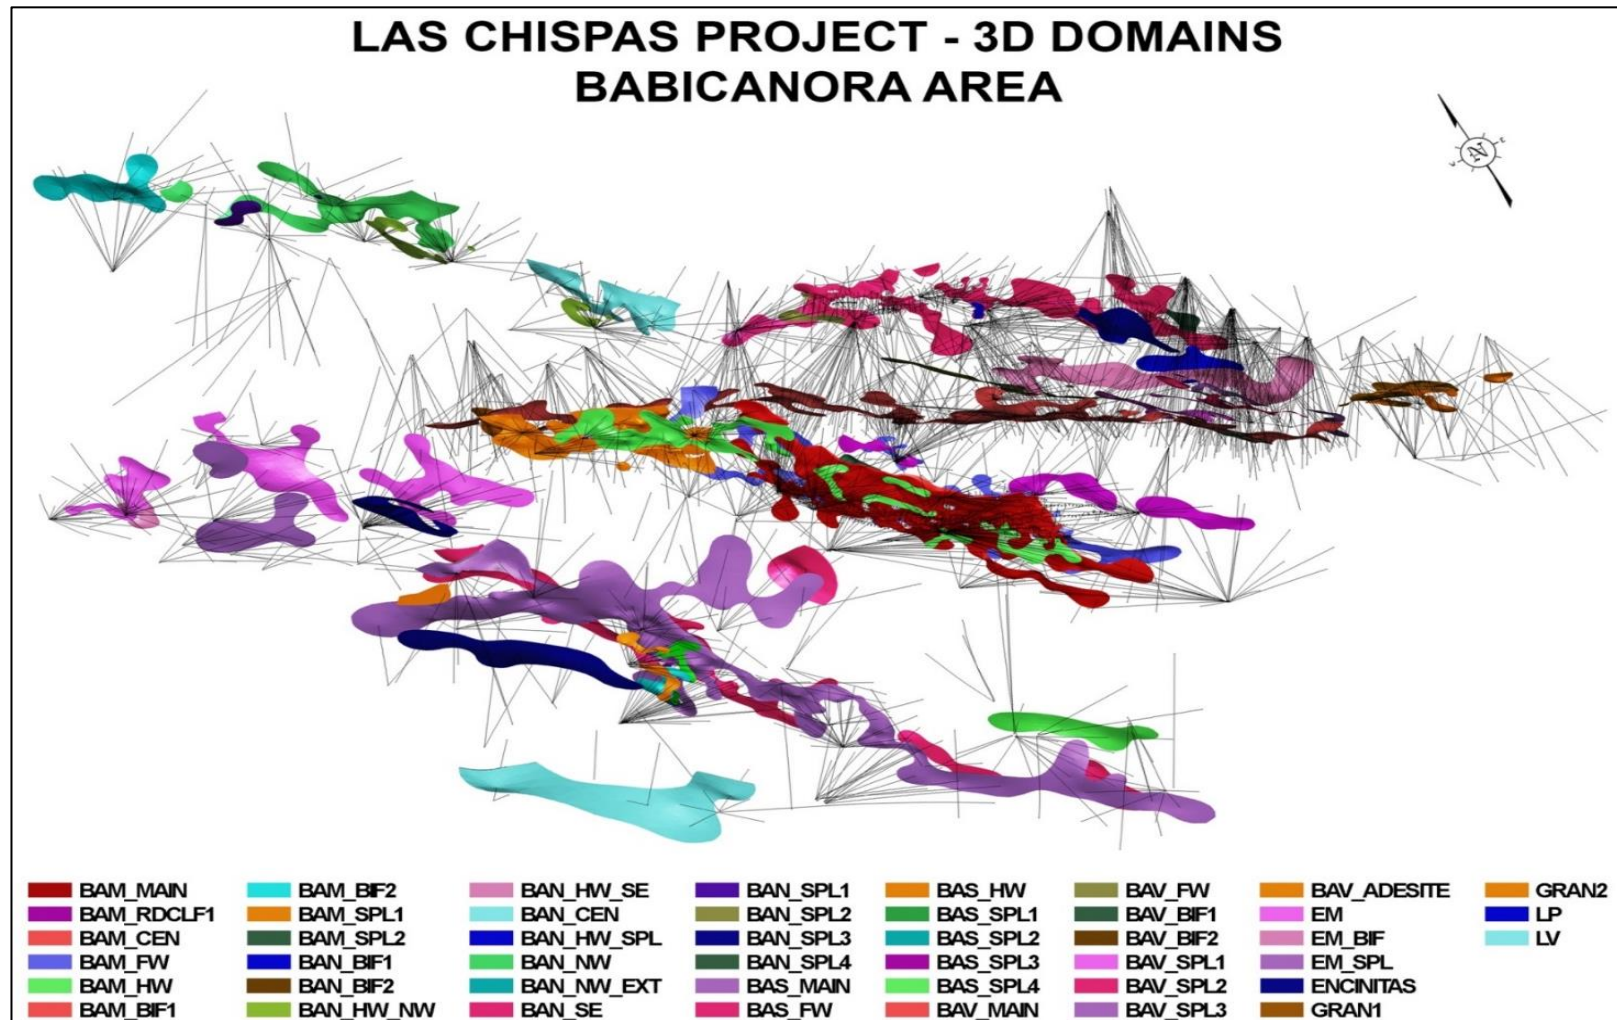 LAS CHISPAS PROJECT - 3D DOMAINS
BABICANORA AREA
N
BAM_MAIN BAM_BIF2 BAN_HW_SE BAN_SPL1 BAS_HW BAV_FW BAV_ADESITE GRAN2
BAM_RDCLF1 BAM_SPL1 BAN_CEN BAN_SPL2 BAS_SPL1 BAV_BIF1 EM LP
BAM_CEN BAM_SPL2 BAN_HW_SPL BAN_SPL3 BAS_SPL2 BAV_BIF2 EM_BIF LV
BAM_FW BAN_BIF1 BAN_NW BAN_SPL4 BAS_SPL3 BAV_SPL1 EM_SPL
BAM_HW BAN_BIF2 BAN_NW_EXT BAS_MAIN BAS_SPL4 BAV_SPL2 ENCINITAS
BAM_BIF1 BAN_HW_NW BAN_SE BAS_FW BAV_MAIN BAV_SPL3 GRAN1